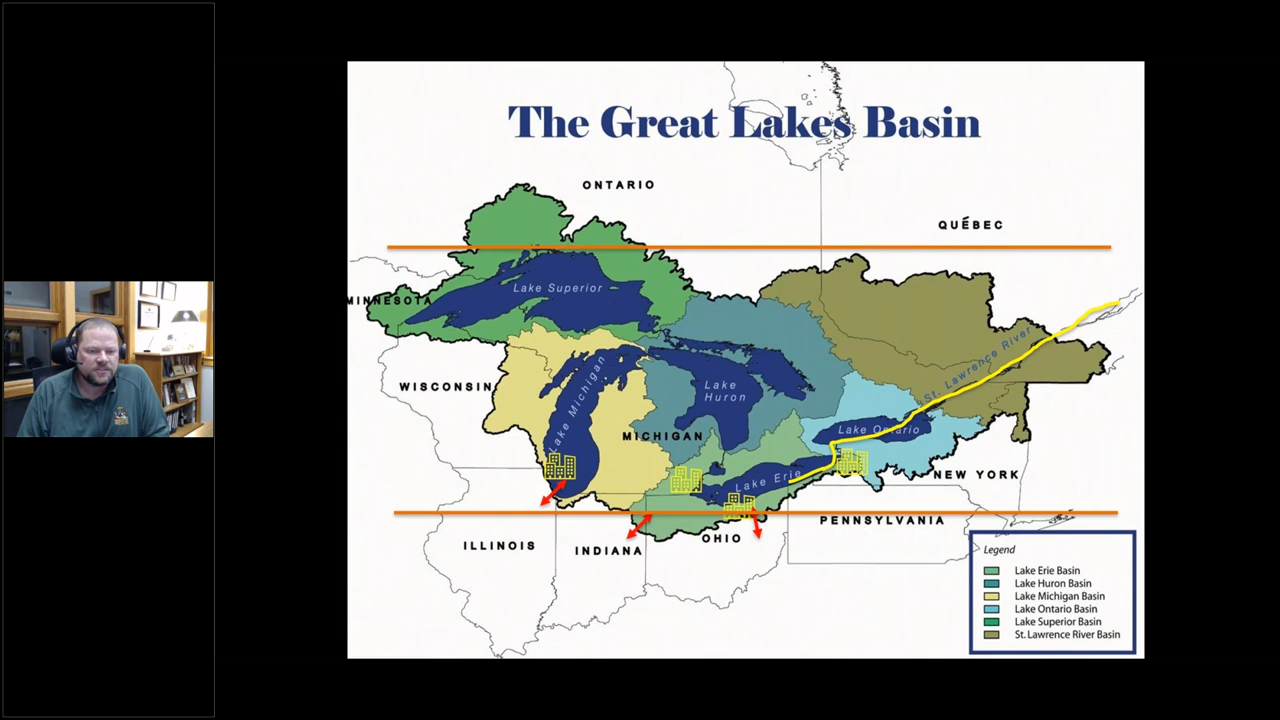 The Great Lakes Basin
ONTARIO
QUÉBEC
Lake Superior
MINNESOTA
St. Lawrence River
WISCONSIN
Lake Michigan
Lake
Huron
MICHIGAN
Lake Ontario
Lake Erie
NEW YORK
PENNSYLVANIA
OHIO
ILLINOIS
INDIANA
Legend
Lake Erie Basin
Lake Huron Basin
Lake Michigan Basin
Lake Ontario Basin
Lake Superior Basin
St. Lawrence River Basin